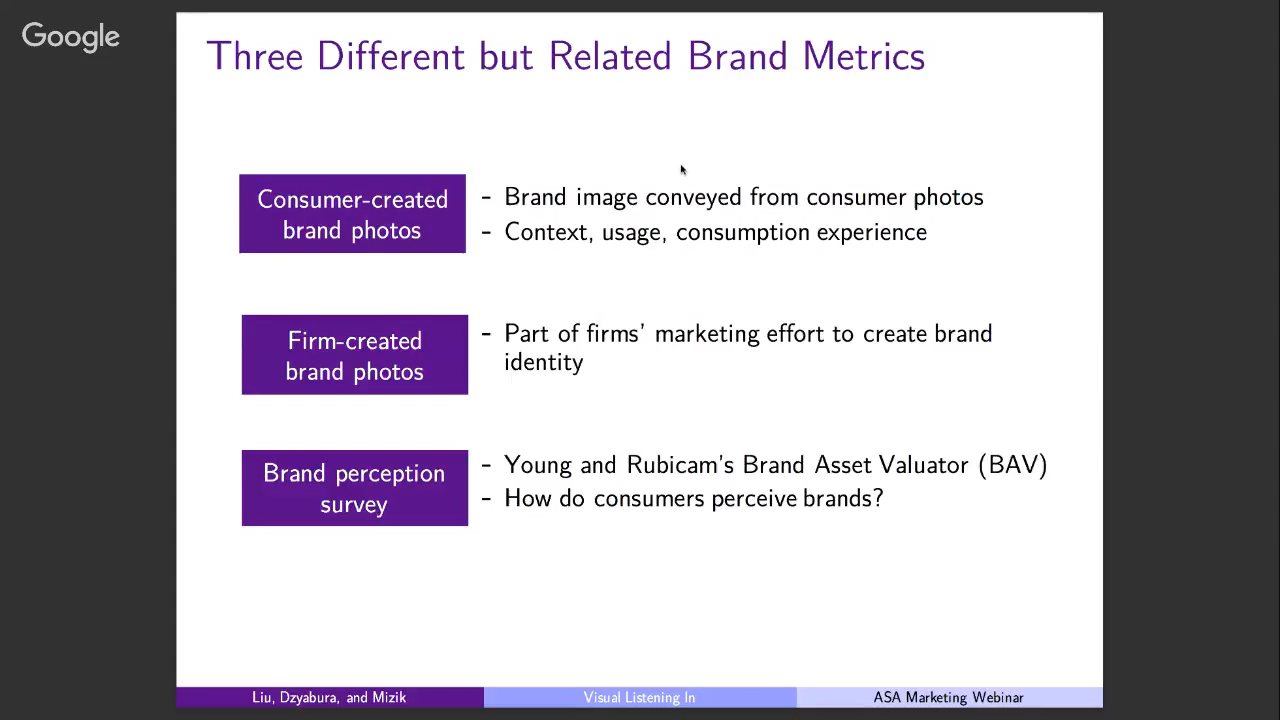 Google
Three Different but Related Brand Metrics
Consumer-created
brand photos
- Brand image conveyed from consumer photos
- Context, usage, consumption experience
Firm-created
brand photos
- Part of firms' marketing effort to create brand
identity
Brand perception
survey
- Young and Rubicam's Brand Asset Valuator (BAV)
- How do consumers perceive brands?
Liu, Dzyabura, and Mizik
Visual Listening In
ASA Marketing Webinar